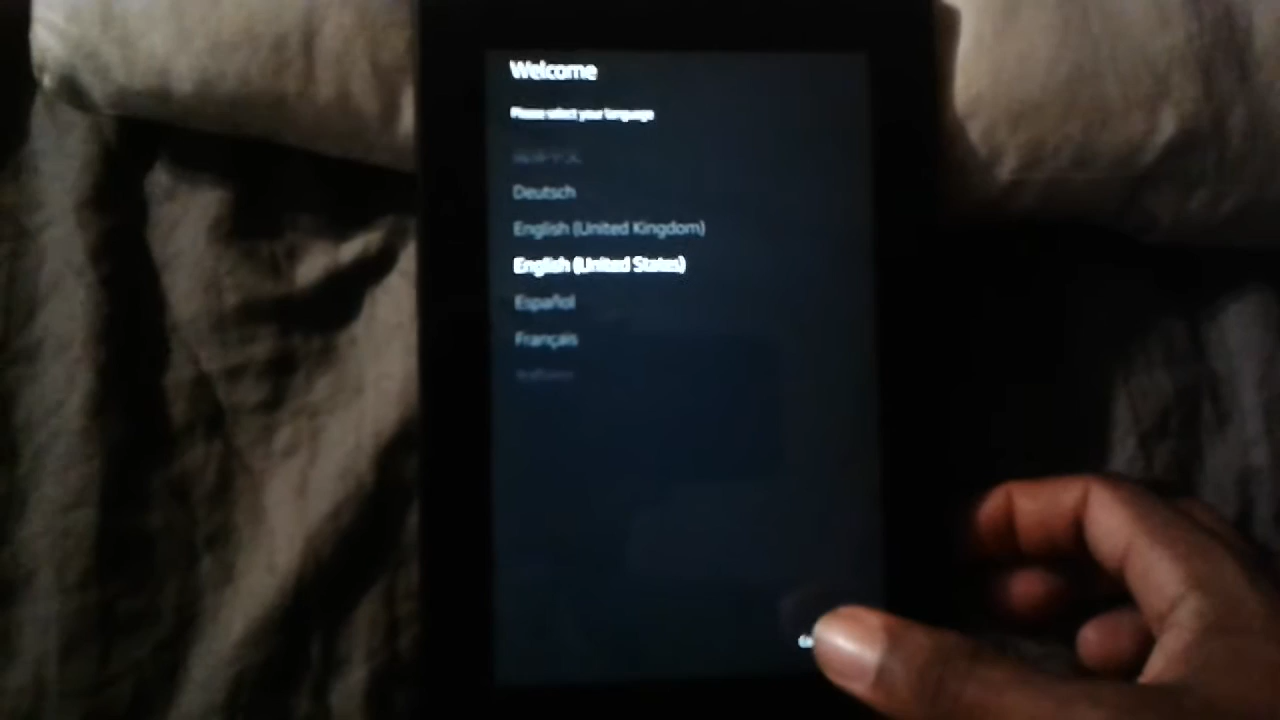 Welcome
Please select your language
Deutsch
English (United Kingdom)
English (United States)
Español
Français